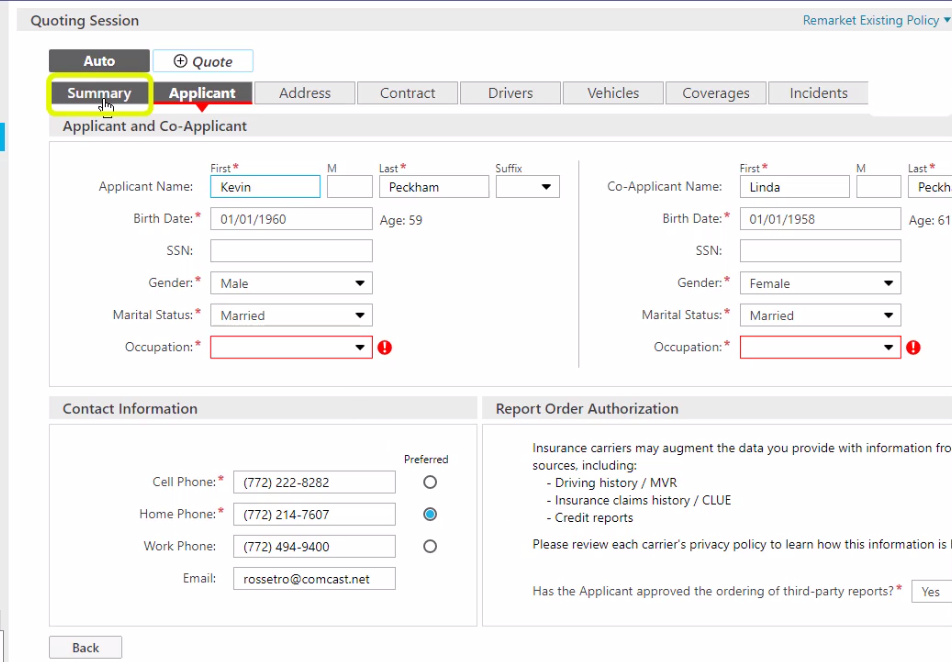 Quoting Session
Remarket Existing Policy
Auto
Quote
Summary Applicant Address Contract Drivers Vehicles Coverages Incidents
Applicant and Co-Applicant
First* M Last* Suffix First* M Last*
Applicant Name: Kevin Peckham Co-Applicant Name: Linda Peckh
Birth Date:* 01/01/1960 Age: 59 Birth Date:* 01/01/1958 Age: 61
SSN: SSN:
Gender:* Male Gender:* Female
Marital Status:* Married Marital Status:* Married
Occupation:* Occupation:*
Contact Information
Preferred
Cell Phone:* (772) 222-8282
Home Phone:* (772) 214-7607
Work Phone: (772) 494-9400
Email: rossetro@comcast.net
Report Order Authorization
Insurance carriers may augment the data you provide with information fro
sources, including:
- Driving history / MVR
- Insurance claims history / CLUE
- Credit reports
Please review each carrier's privacy policy to learn how this information is
Has the Applicant approved the ordering of third-party reports?* Yes
Back